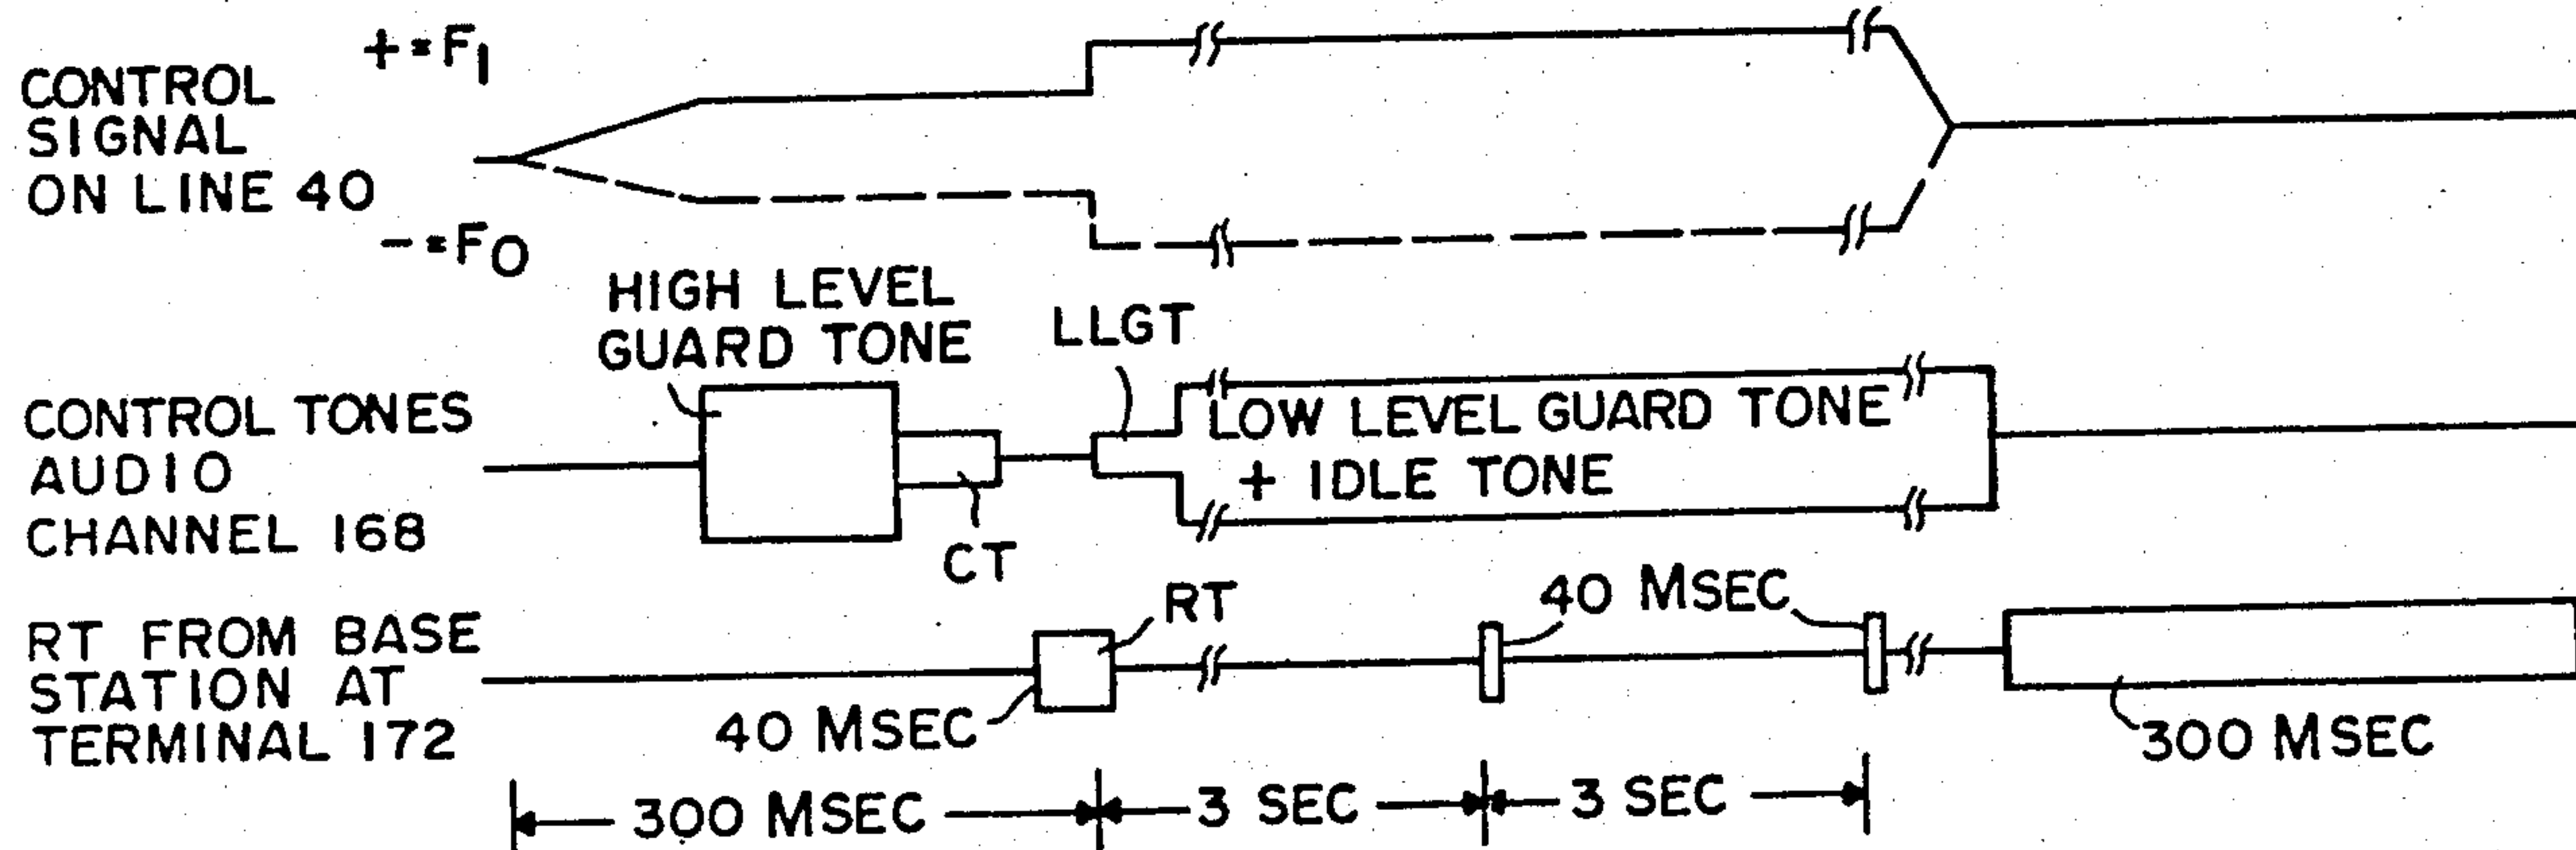 +=F1
CONTROL
SIGNAL
ON LINE 40
-=F0
HIGH LEVEL
GUARD TONE
LLGT
CONTROL TONES
AUDIO
CHANNEL 168
LOW LEVEL GUARD TONE
+ IDLE TONE
CT
RT FROM BASE
STATION AT
TERMINAL 172
RT
40 MSEC
40 MSEC
300 MSEC
300 MSEC
3 SEC
3 SEC